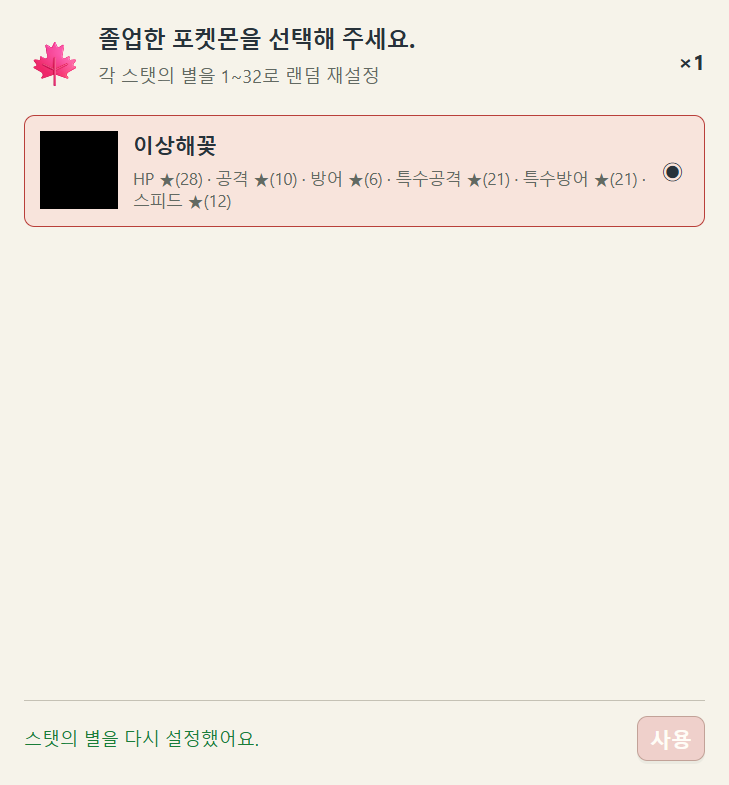 졸업한 포켓몬을 선택해 주세요.
각 스탯의 별을 1~32로 랜덤 재설정
×1
이상해꽃
HP ★(28) · 공격 ★(10) · 방어 ★(6) · 특수공격 ★(21) · 특수방어 ★(21) ·
스피드 ★(12)
스탯의 별을 다시 설정했어요.
사용